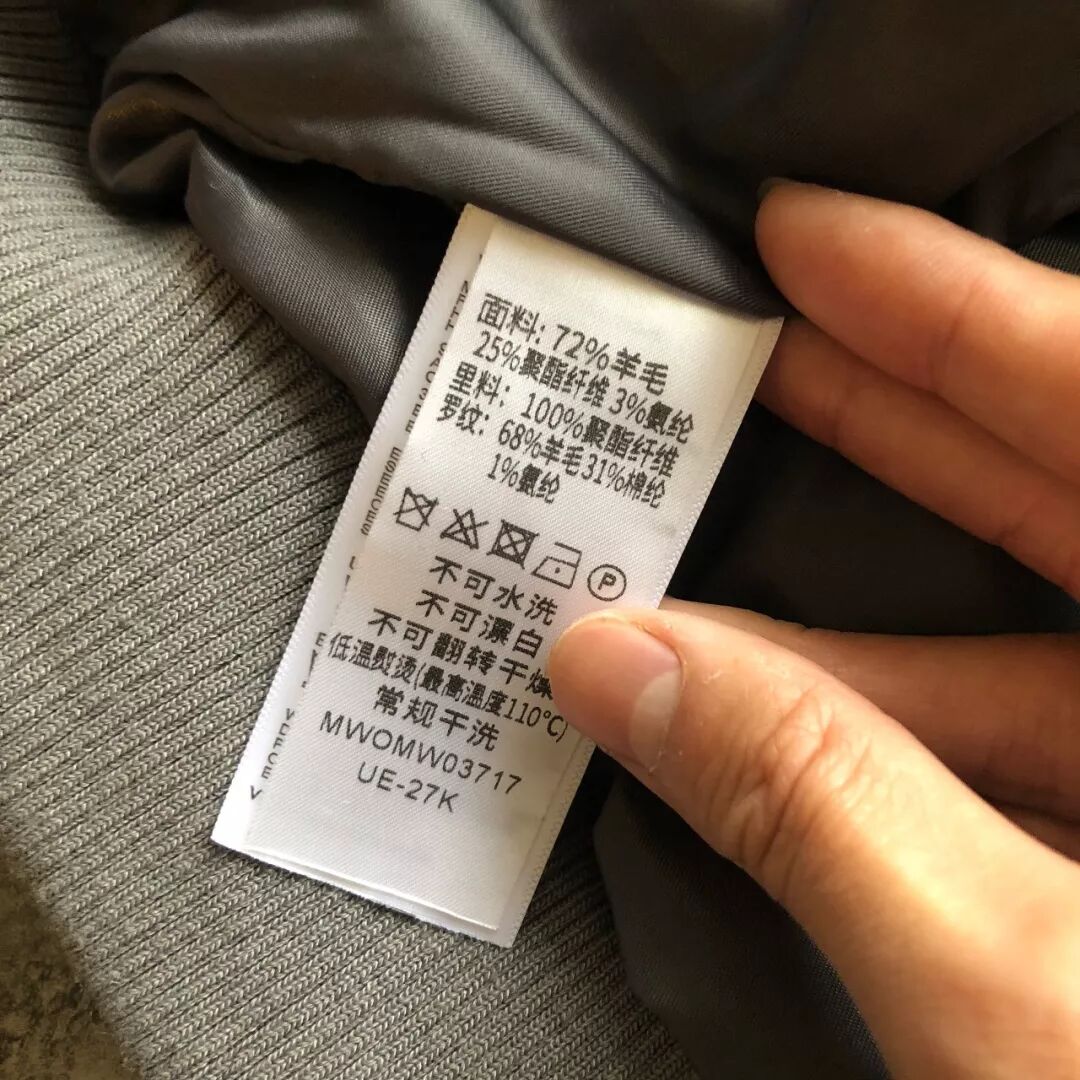 面料: 72%羊毛
25%聚酯纤维 3%氨纶
里料: 100%聚酯纤维
罗纹: 68%羊毛31%棉纶
1%氨纶
P
不可水洗
不可漂白
不可翻转干燥
低温熨烫(最高温度110℃)
常规干洗
MWOMW03717
UE-27K